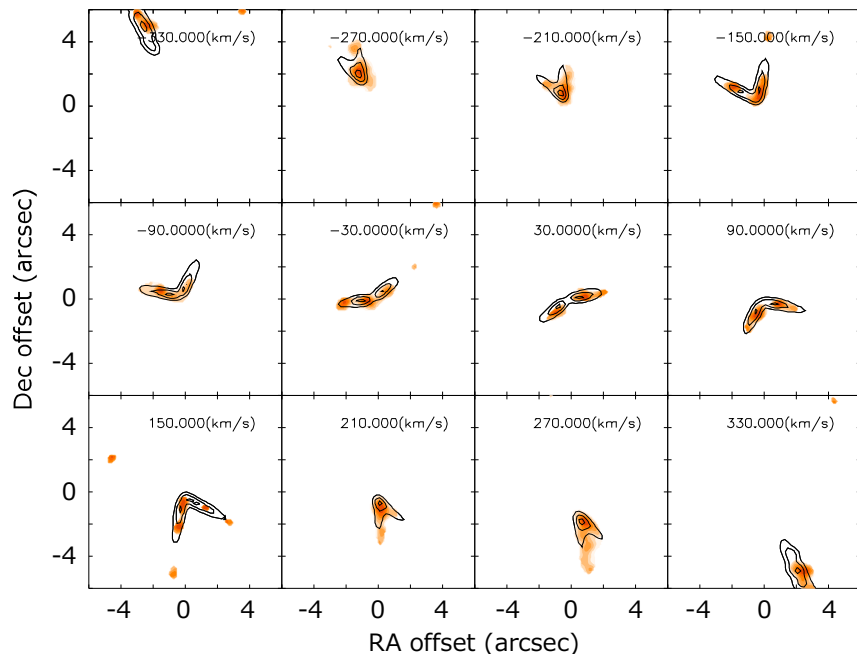 4
0
-4
-330.000(km/s)
-270.000(km/s)
-210.000(km/s)
-150.000(km/s)
4
0
-4
-90.0000(km/s)
-30.0000(km/s)
30.0000(km/s)
90.0000(km/s)
4
0
-4
150.000(km/s)
210.000(km/s)
270.000(km/s)
330.000(km/s)
-4 0 4 -4 0 4 -4 0 4 -4 0 4
Dec offset (arcsec)
RA offset (arcsec)